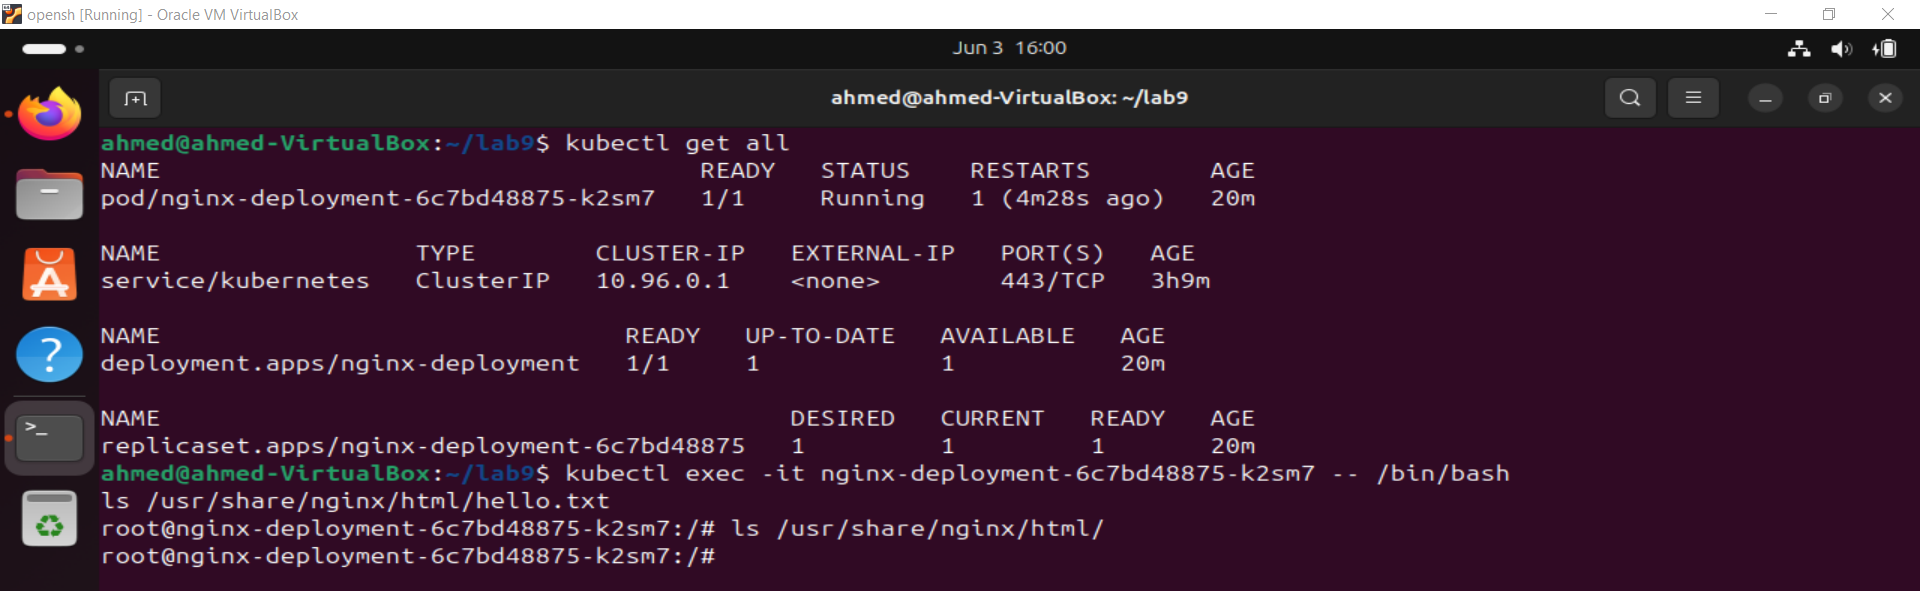 opensh [Running] - Oracle VM VirtualBox
Jun 3 16:00
ahmed@ahmed-VirtualBox: ~/lab9
ahmed@ahmed-VirtualBox:~/lab9$ kubectl get all
NAME READY STATUS RESTARTS AGE
pod/nginx-deployment-6c7bd48875-k2sm7 1/1 Running 1 (4m28s ago) 20m
NAME TYPE CLUSTER-IP EXTERNAL-IP PORT(S) AGE
service/kubernetes ClusterIP 10.96.0.1 <none> 443/TCP 3h9m
NAME READY UP-TO-DATE AVAILABLE AGE
deployment.apps/nginx-deployment 1/1 1 1 20m
NAME DESIRED CURRENT READY AGE
replicaset.apps/nginx-deployment-6c7bd48875 1 1 1 20m
ahmed@ahmed-VirtualBox:~/lab9$ kubectl exec -it nginx-deployment-6c7bd48875-k2sm7 -- /bin/bash
ls /usr/share/nginx/html/hello.txt
root@nginx-deployment-6c7bd48875-k2sm7:/# ls /usr/share/nginx/html/
root@nginx-deployment-6c7bd48875-k2sm7:/#